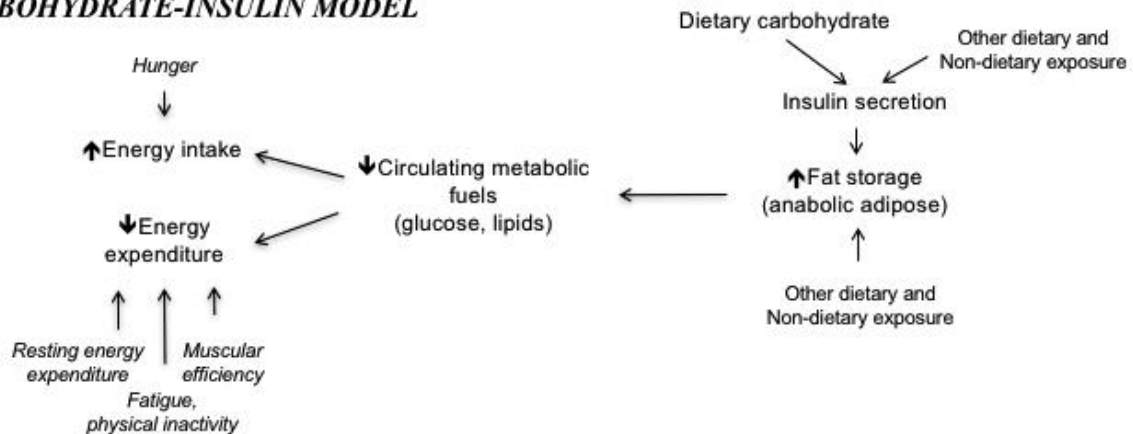 BOHYDRATE-INSULIN MODEL
Dietary carbohydrate
Other dietary and
Non-dietary exposure
Hunger
Insulin secretion
↑Energy intake
↓Circulating metabolic
fuels
(glucose, lipids)
↑Fat storage
(anabolic adipose)
↓Energy
expenditure
Other dietary and
Non-dietary exposure
Resting energy
expenditure
Muscular
efficiency
Fatigue,
physical inactivity